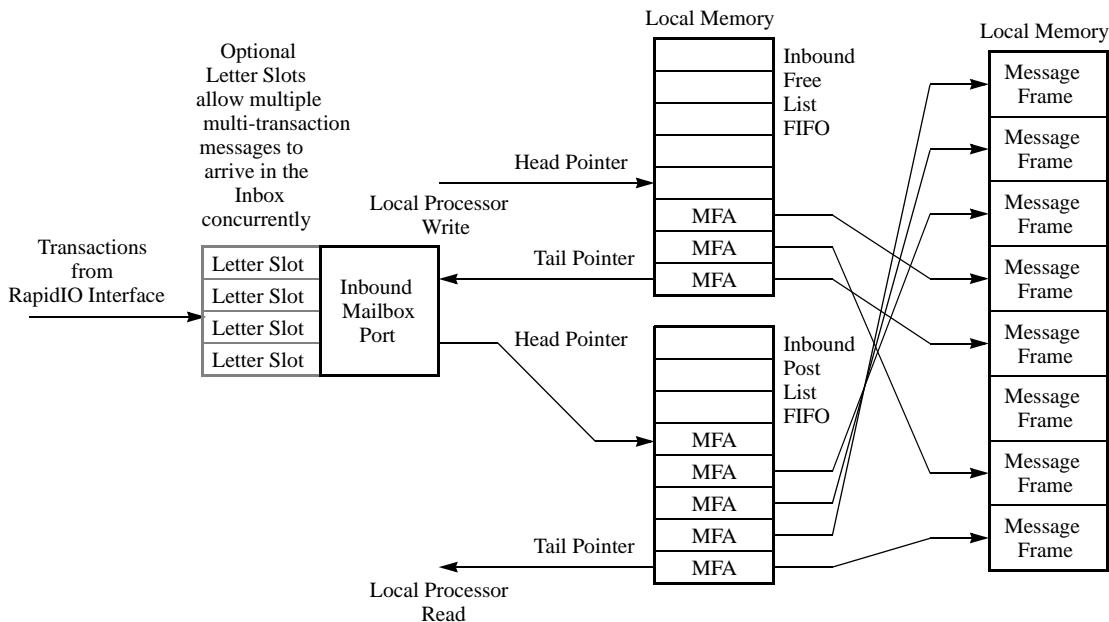 Local Memory
Local Memory
Optional
Letter Slots
allow multiple
multi-transaction
messages to
arrive in the
Inbox
concurrently
Inbound
Free
List
FIFO
Head Pointer
Local Processor
Write
MFA
MFA
MFA
Tail Pointer
Transactions
from
RapidIO Interface
Letter Slot
Letter Slot
Letter Slot
Letter Slot
Inbound
Mailbox
Port
Head Pointer
Inbound
Post
List
FIFO
MFA
MFA
MFA
MFA
MFA
Tail Pointer
Local Processor
Read
Message
Frame
Message
Frame
Message
Frame
Message
Frame
Message
Frame
Message
Frame
Message
Frame
Message
Frame